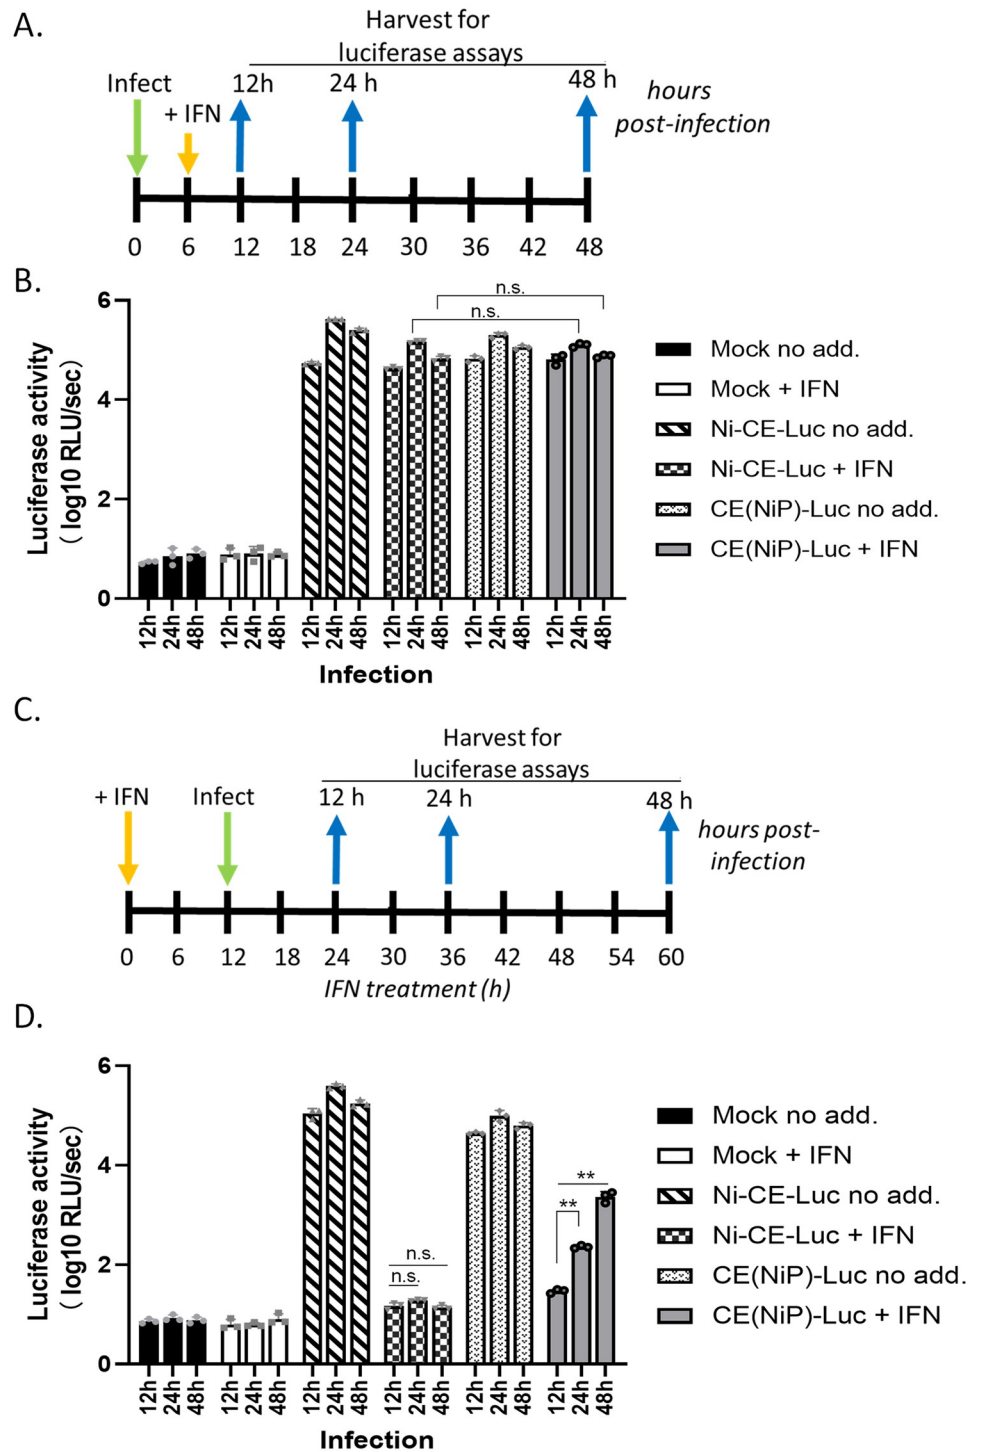 A.
Harvest for
luciferase assays
Infect
12h
24 h
48 h
hours
post-infection
+ IFN
0 6 12 18 24 30 36 42 48
B.
n.s.
n.s.
Luciferase activity
( log10 RLU/sec)
6
4
2
0
Mock no add.
Mock + IFN
Ni-CE-Luc no add.
Ni-CE-Luc + IFN
CE(NiP)-Luc no add.
CE(NiP)-Luc + IFN
12h 24h 48h 12h 24h 48h 12h 24h 48h 12h 24h 48h 12h 24h 48h 12h 24h 48h
Infection
C.
Harvest for
luciferase assays
+ IFN
Infect
12 h
24 h
48 h
hours post-
infection
0 6 12 18 24 30 36 42 48 54 60
IFN treatment (h)
D.
Luciferase activity
( log10 RLU/sec)
6
4
2
0
n.s.
n.s.
**
**
Mock no add.
Mock + IFN
Ni-CE-Luc no add.
Ni-CE-Luc + IFN
CE(NiP)-Luc no add.
CE(NiP)-Luc + IFN
12h 24h 48h 12h 24h 48h 12h 24h 48h 12h 24h 48h 12h 24h 48h 12h 24h 48h
Infection